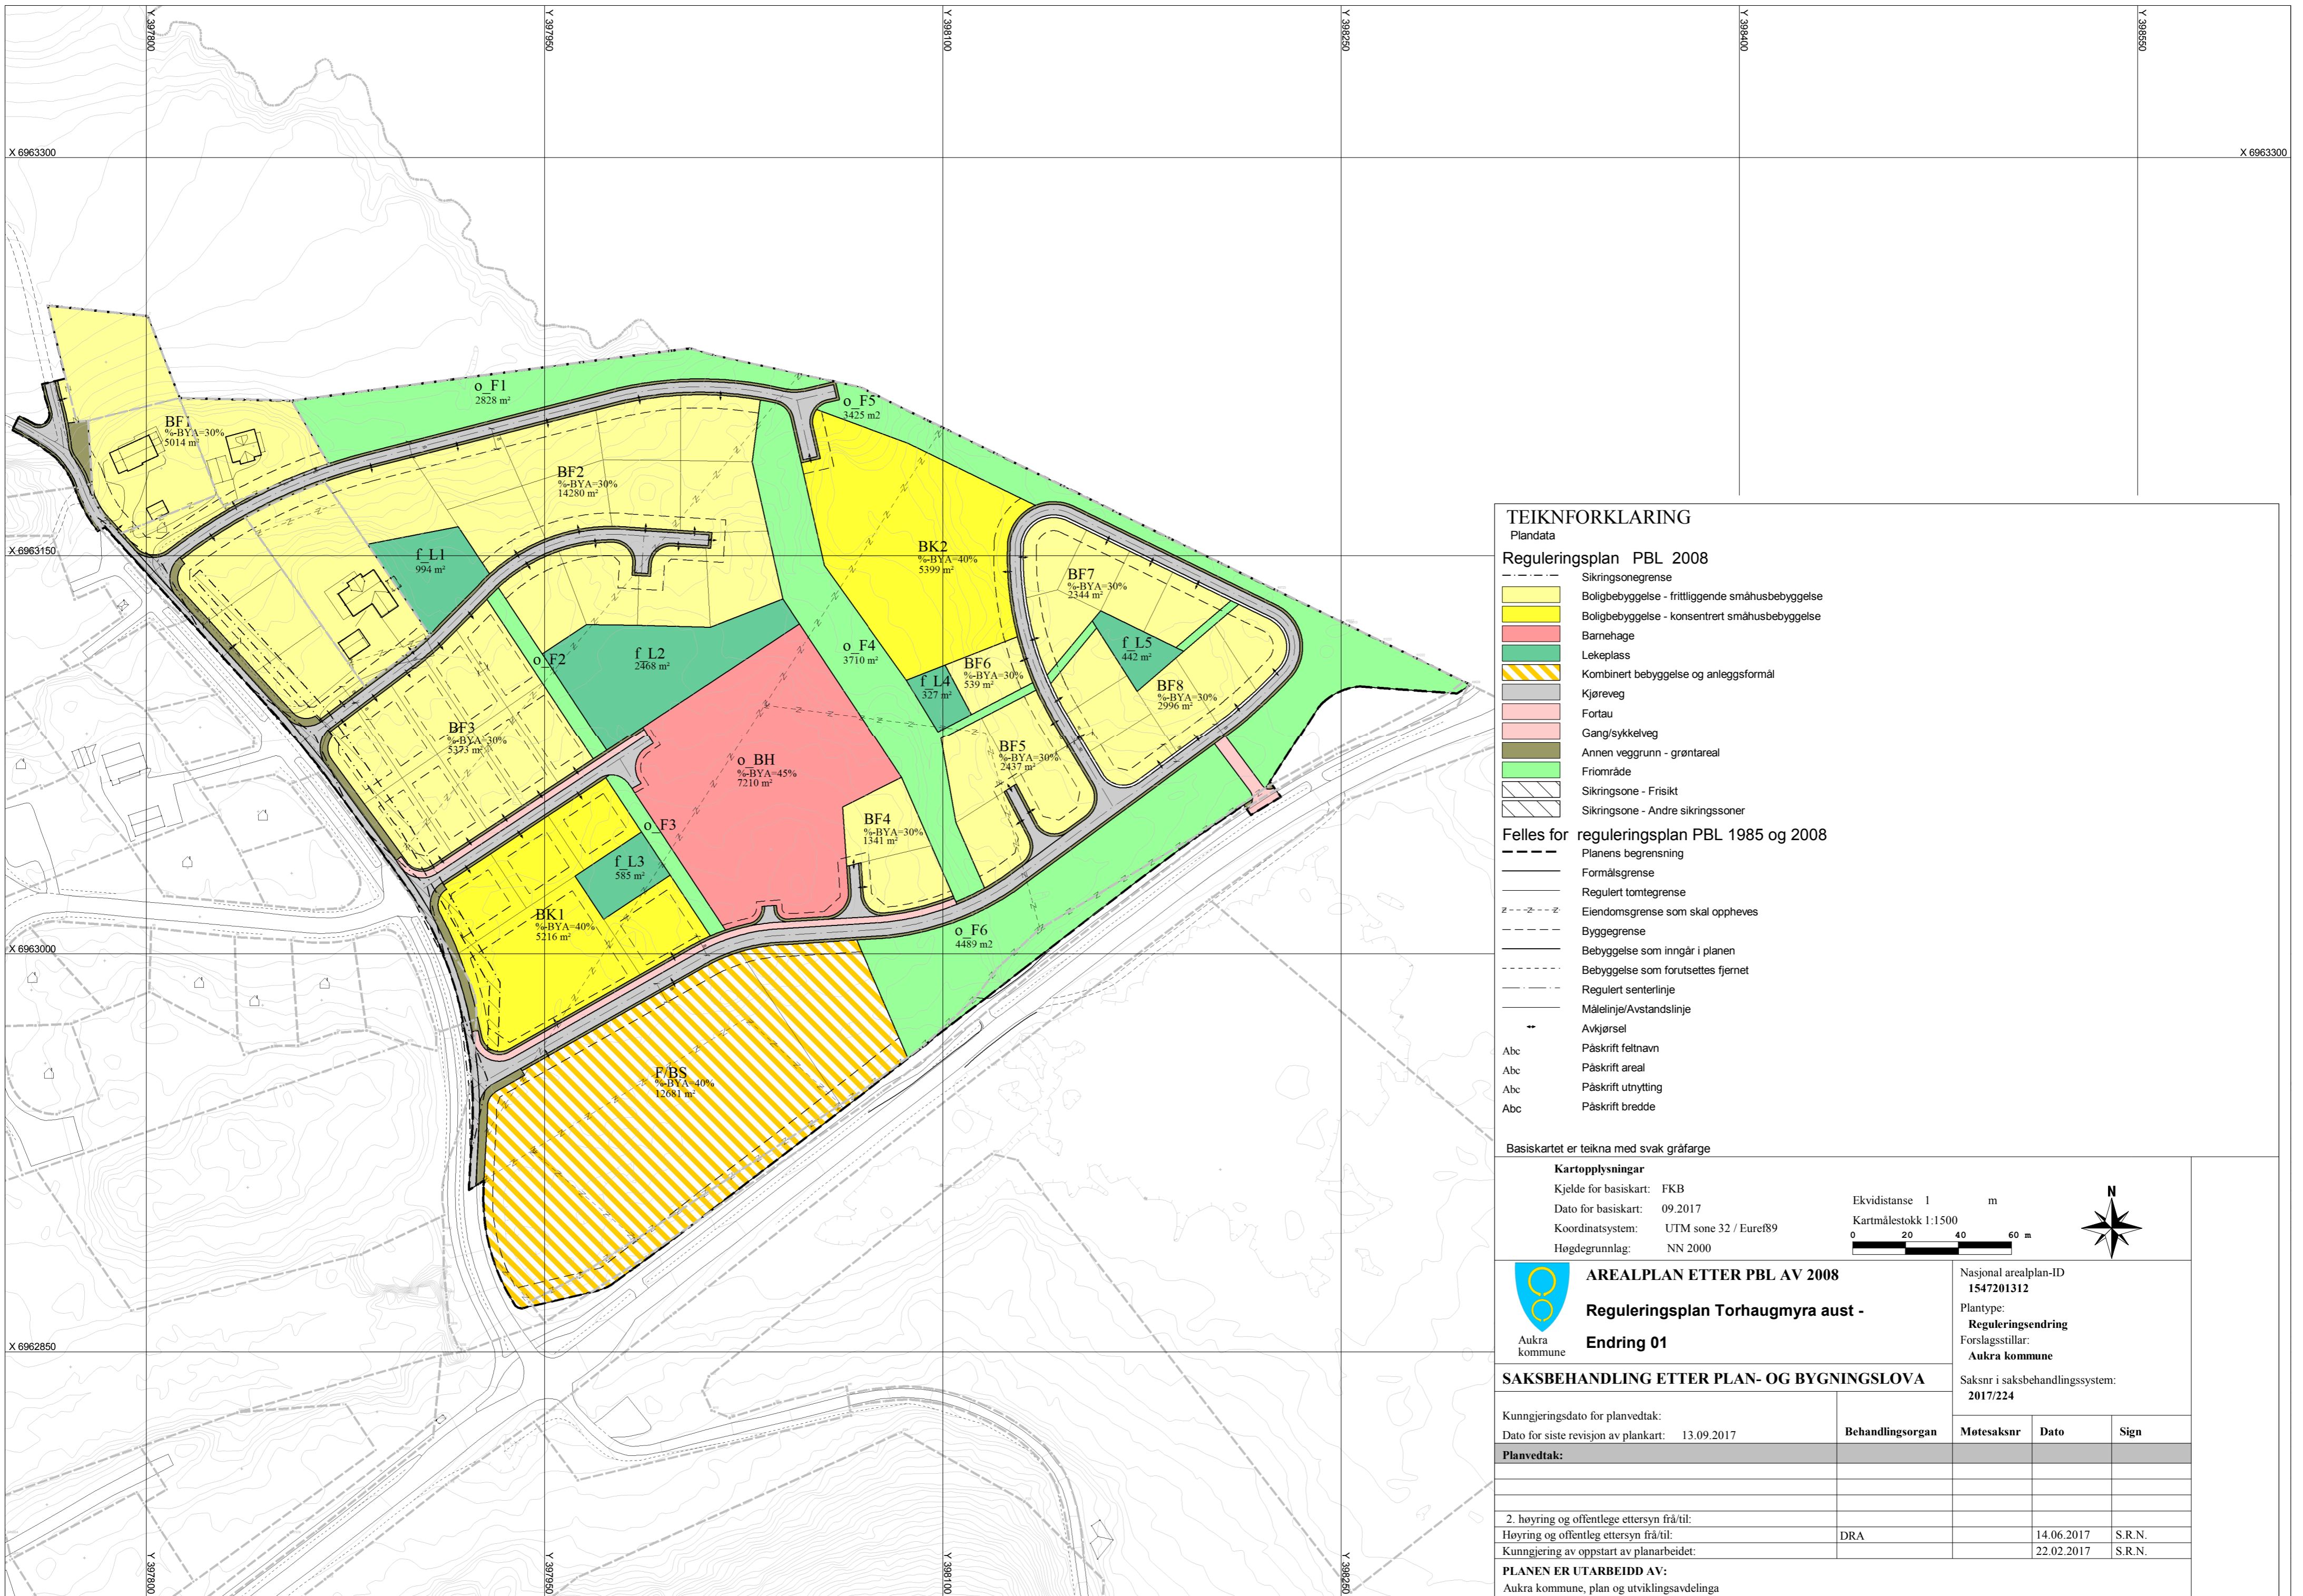 Y 397800
Y 397950
Y 398100
Y 398250
Y 398400
Y 398550
X 6963300
X 6963300
o_F1
2828 m²
o_F5
3425 m2
BF1
%-BYA=30%
5014 m²
BF2
%-BYA=30%
14280 m²
X 6963150
f_L1
994 m²
BK2
%-BYA=40%
5399 m²
BF7
%-BYA=30%
2344 m²
o_F2
f_L2
2468 m²
o_F4
3710 m²
f_L5
442 m²
BF6
%-BYA=30%
539 m²
f_L4
327 m²
BF8
%-BYA=30%
2996 m²
BF3
%-BYA=30%
5373 m²
o_BH
%-BYA=45%
7210 m²
BF5
%-BYA=30%
2437 m²
o_F3
BF4
%-BYA=30%
1341 m²
f_L3
585 m²
BK1
%-BYA=40%
5216 m²
o_F6
4489 m2
X 6963000
F/BS
%-BYA=40%
12681 m²
X 6962850
Y 397800
Y 397950
Y 398100
Y 398250
TEIKNFORKLARING
Plandata
Reguleringsplan PBL 2008
Sikringsonegrense
Boligbebyggelse - frittliggende småhusbebyggelse
Boligbebyggelse - konsentrert småhusbebyggelse
Barnehage
Lekeplass
Kombinert bebyggelse og anleggsformål
Kjøreveg
Fortau
Gang/sykkelveg
Annen veggrunn - grøntareal
Friområde
Sikringsone - Frisikt
Sikringsone - Andre sikringssoner
Felles for reguleringsplan PBL 1985 og 2008
Planens begrensning
Formålsgrense
Regulert tomtegrense
Eiendomsgrense som skal oppheves
Byggegrense
Bebyggelse som inngår i planen
Bebyggelse som forutsettes fjernet
Regulert senterlinje
Målelinje/Avstandslinje
Avkjørsel
Abc Påskrift feltnavn
Abc Påskrift areal
Abc Påskrift utnytting
Abc Påskrift bredde
Basiskartet er teikna med svak gråfarge
Kartopplysningar
Kjelde for basiskart: FKB
Dato for basiskart: 09.2017
Koordinatsystem: UTM sone 32 / Euref89
Høgdegrunnlag: NN 2000
Ekvidistanse 1 m
Kartmålestokk 1:1500
0 20 40 60 m
N
Aukra
kommune
AREALPLAN ETTER PBL AV 2008
Reguleringsplan Torhaugmyra aust -
Endring 01
Nasjonal arealplan-ID
1547201312
Plantype:
Reguleringsendring
Forslagsstillar:
Aukra kommune
Saksnr i saksbehandlingssystem:
2017/224
SAKSBEHANDLING ETTER PLAN- OG BYGNINGSLOVA
Kunngjeringsdato for planvedtak:
Dato for siste revisjon av plankart: 13.09.2017
Behandlingsorgan Møtesaksnr Dato Sign
Planvedtak:
2. høyring og offentlege ettersyn frå/til:
Høyring og offentleg ettersyn frå/til: DRA 14.06.2017 S.R.N.
Kunngjering av oppstart av planarbeidet: 22.02.2017 S.R.N.
PLANEN ER UTARBEIDD AV:
Aukra kommune, plan og utviklingsavdelinga